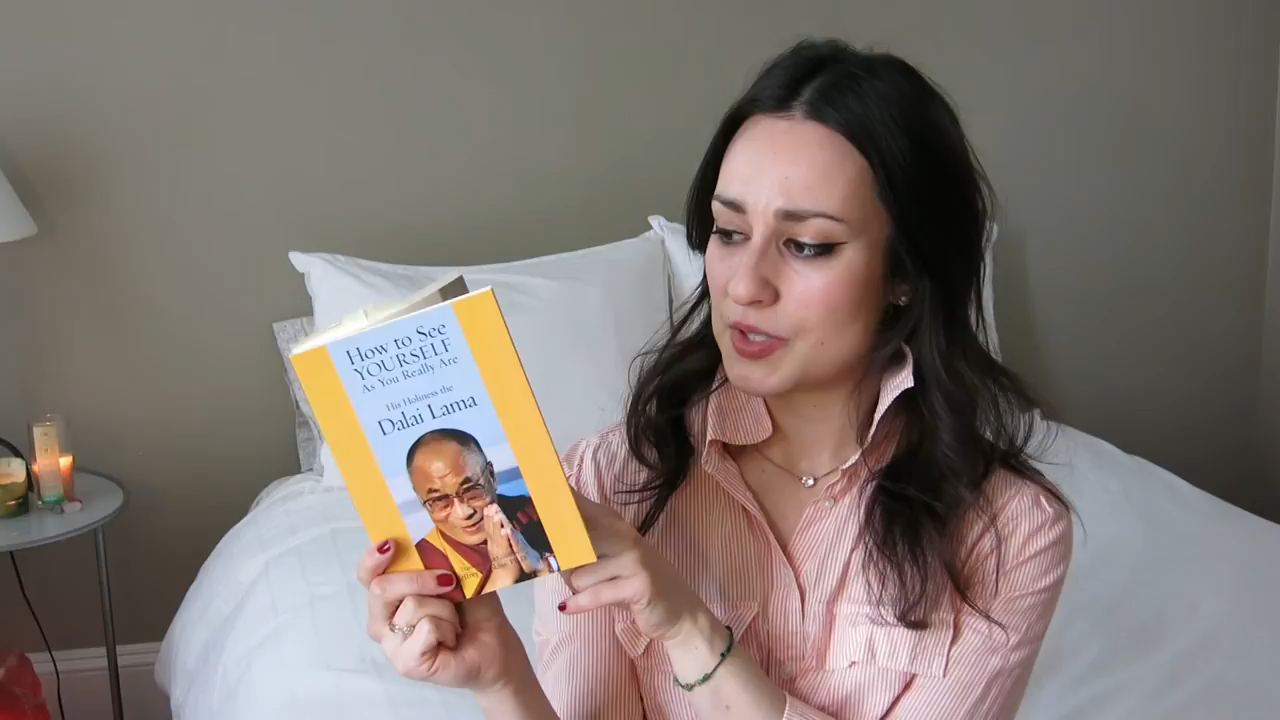 How to See
YOURSELF
As You Really Are
His Holiness the
Dalai Lama